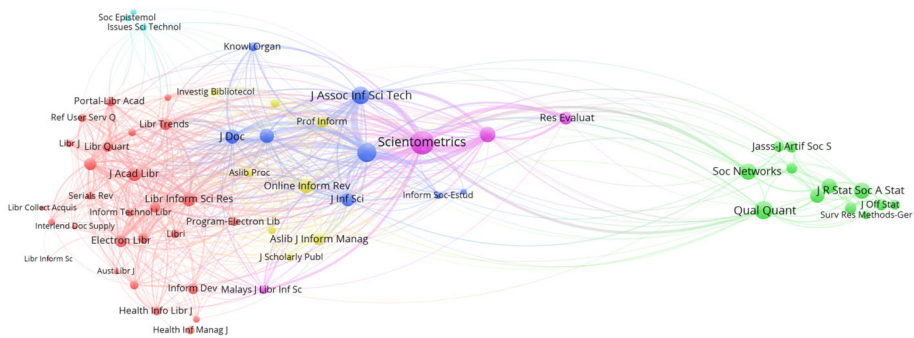 Soc Epistemol
Issues Sci Technol
Knowl Organ
Investig Bibliotecol
J Assoc Inf Sci Tech
Portal-Libr Acad
Ref User Serv Q
Libr Trends
Prof Inform
Res Evaluat
J Doc
Scientometrics
Libr J
Libr Quart
Jasss-J Artif Soc S
J Acad Libr
Aslib Proc
Soc Networks
Online Inform Rev
J R Stat Soc A Stat
Serials Rev
Libr Inform Sci Res
J Inf Sci
Inform Soc-Estud
J Off Stat
Libr Collect Acquis
Inform Technol Libr
Qual Quant
Surv Res Methods-Ger
Interlend Doc Supply
Program-Electron Lib
Electron Libr
Libri
Aslib J Inform Manag
Libr Inform Sc
J Scholarly Publ
Aust Libr J
Inform Dev
Malays J Libr Inf Sc
Health Info Libr J
Health Inf Manag J